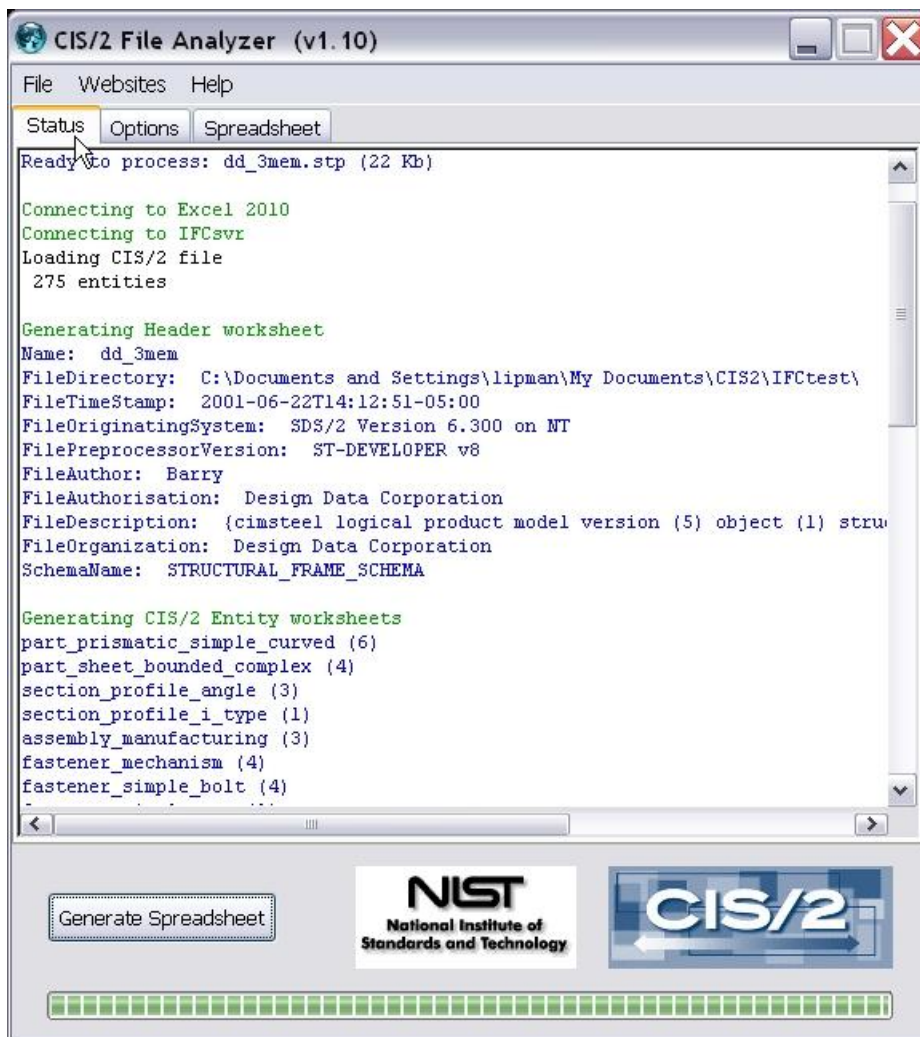 CIS/2 File Analyzer (v1.10)
File Websites Help
Status Options Spreadsheet
Ready to process: dd_3mem.stp (22 Kb)
Connecting to Excel 2010
Connecting to IFCsvr
Loading CIS/2 file
275 entities
Generating Header worksheet
Name: dd_3mem
FileDirectory: C:\Documents and Settings\lipman\My Documents\CIS2\IFCtest\
FileTimeStamp: 2001-06-22T14:12:51-05:00
FileOriginatingSystem: SDS/2 Version 6.300 on NT
FilePreprocessorVersion: ST-DEVELOPER v8
FileAuthor: Barry
FileAuthorisation: Design Data Corporation
FileDescription: {cimsteel logical product model version (5) object (1) stru
FileOrganization: Design Data Corporation
SchemaName: STRUCTURAL_FRAME_SCHEMA
Generating CIS/2 Entity worksheets
part_prismatic_simple_curved (6)
part_sheet_bounded_complex (4)
section_profile_angle (3)
section_profile_i_type (1)
assembly_manufacturing (3)
fastener_mechanism (4)
fastener_simple_bolt (4)
Generate Spreadsheet
NIST
National Institute of
Standards and Technology
CIS/2